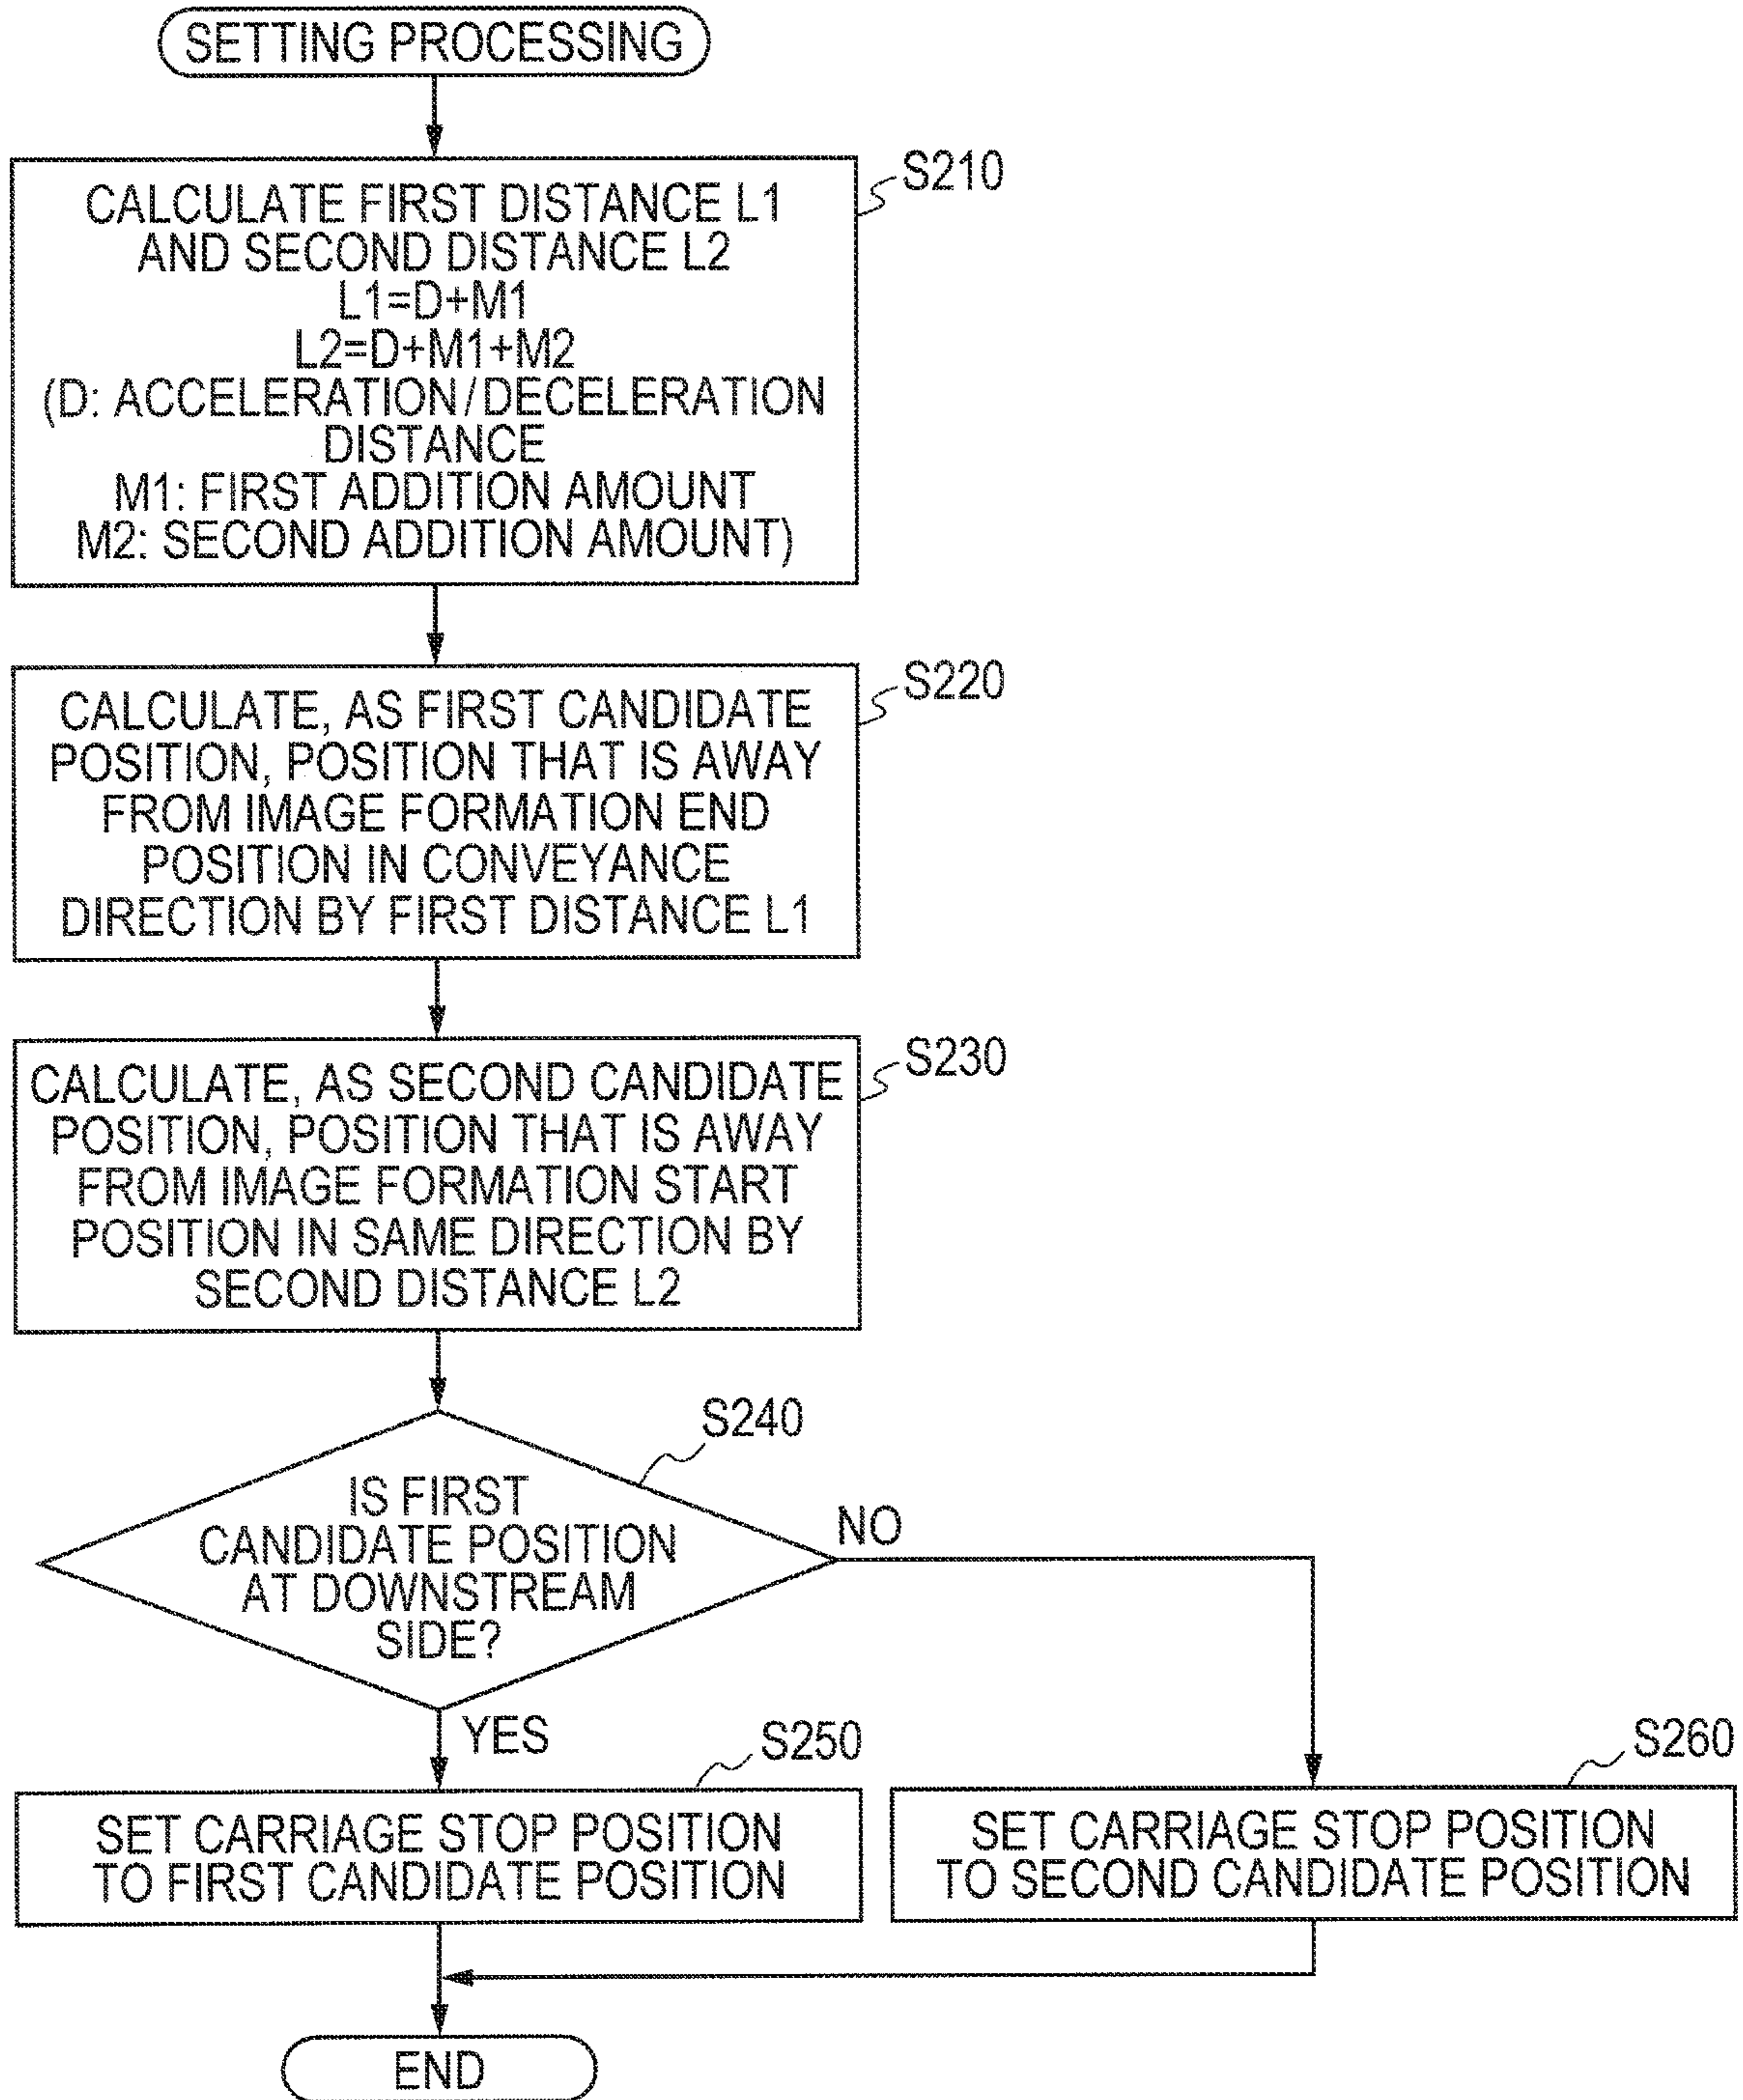 SETTING PROCESSING
S210
CALCULATE FIRST DISTANCE L1
AND SECOND DISTANCE L2
L1=D+M1
L2=D+M1+M2
(D: ACCELERATION/DECELERATION
DISTANCE
M1: FIRST ADDITION AMOUNT
M2: SECOND ADDITION AMOUNT)
S220
CALCULATE, AS FIRST CANDIDATE
POSITION, POSITION THAT IS AWAY
FROM IMAGE FORMATION END
POSITION IN CONVEYANCE
DIRECTION BY FIRST DISTANCE L1
S230
CALCULATE, AS SECOND CANDIDATE
POSITION, POSITION THAT IS AWAY
FROM IMAGE FORMATION START
POSITION IN SAME DIRECTION BY
SECOND DISTANCE L2
S240
IS FIRST
CANDIDATE POSITION
AT DOWNSTREAM
SIDE?
NO
YES
S250
SET CARRIAGE STOP POSITION
TO FIRST CANDIDATE POSITION
S260
SET CARRIAGE STOP POSITION
TO SECOND CANDIDATE POSITION
END